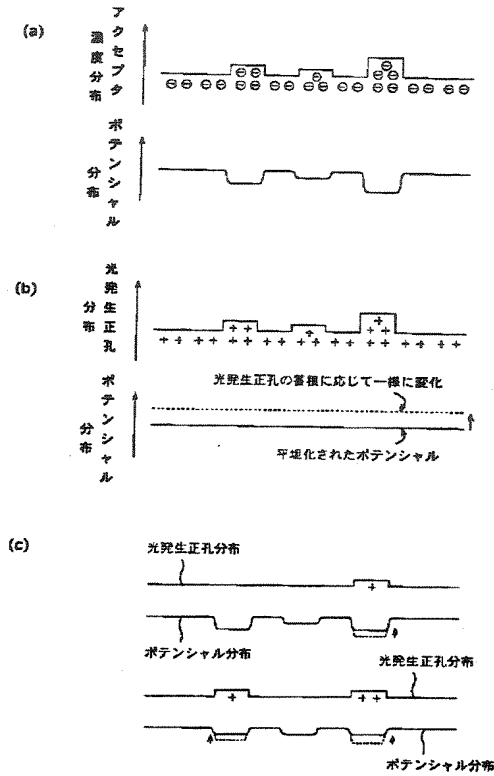 (a)
アクセプタ
濃度分布
ポテンシャル
分布
(b)
光発生正孔
分布
光発生正孔の蓄積に応じて一様に変化
ポテンシャル
分布
平坦化されたポテンシャル
(c)
光発生正孔分布
ポテンシャル分布
光発生正孔分布
ポテンシャル分布